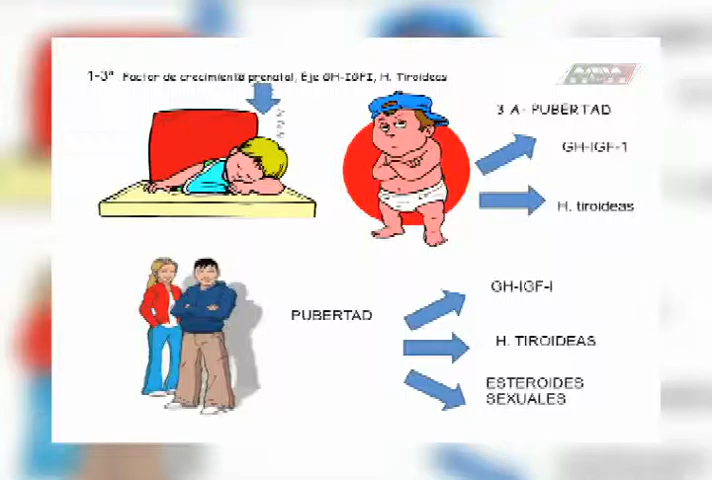 1-3ª Factor de crecimiento prenatal, Eje GH-IGFI, H. Tiroideas
3 A- PUBERTAD
GH-IGF-1
H. tiroideas
PUBERTAD
GH-IGF-I
H. TIROIDEAS
ESTEROIDES
SEXUALES